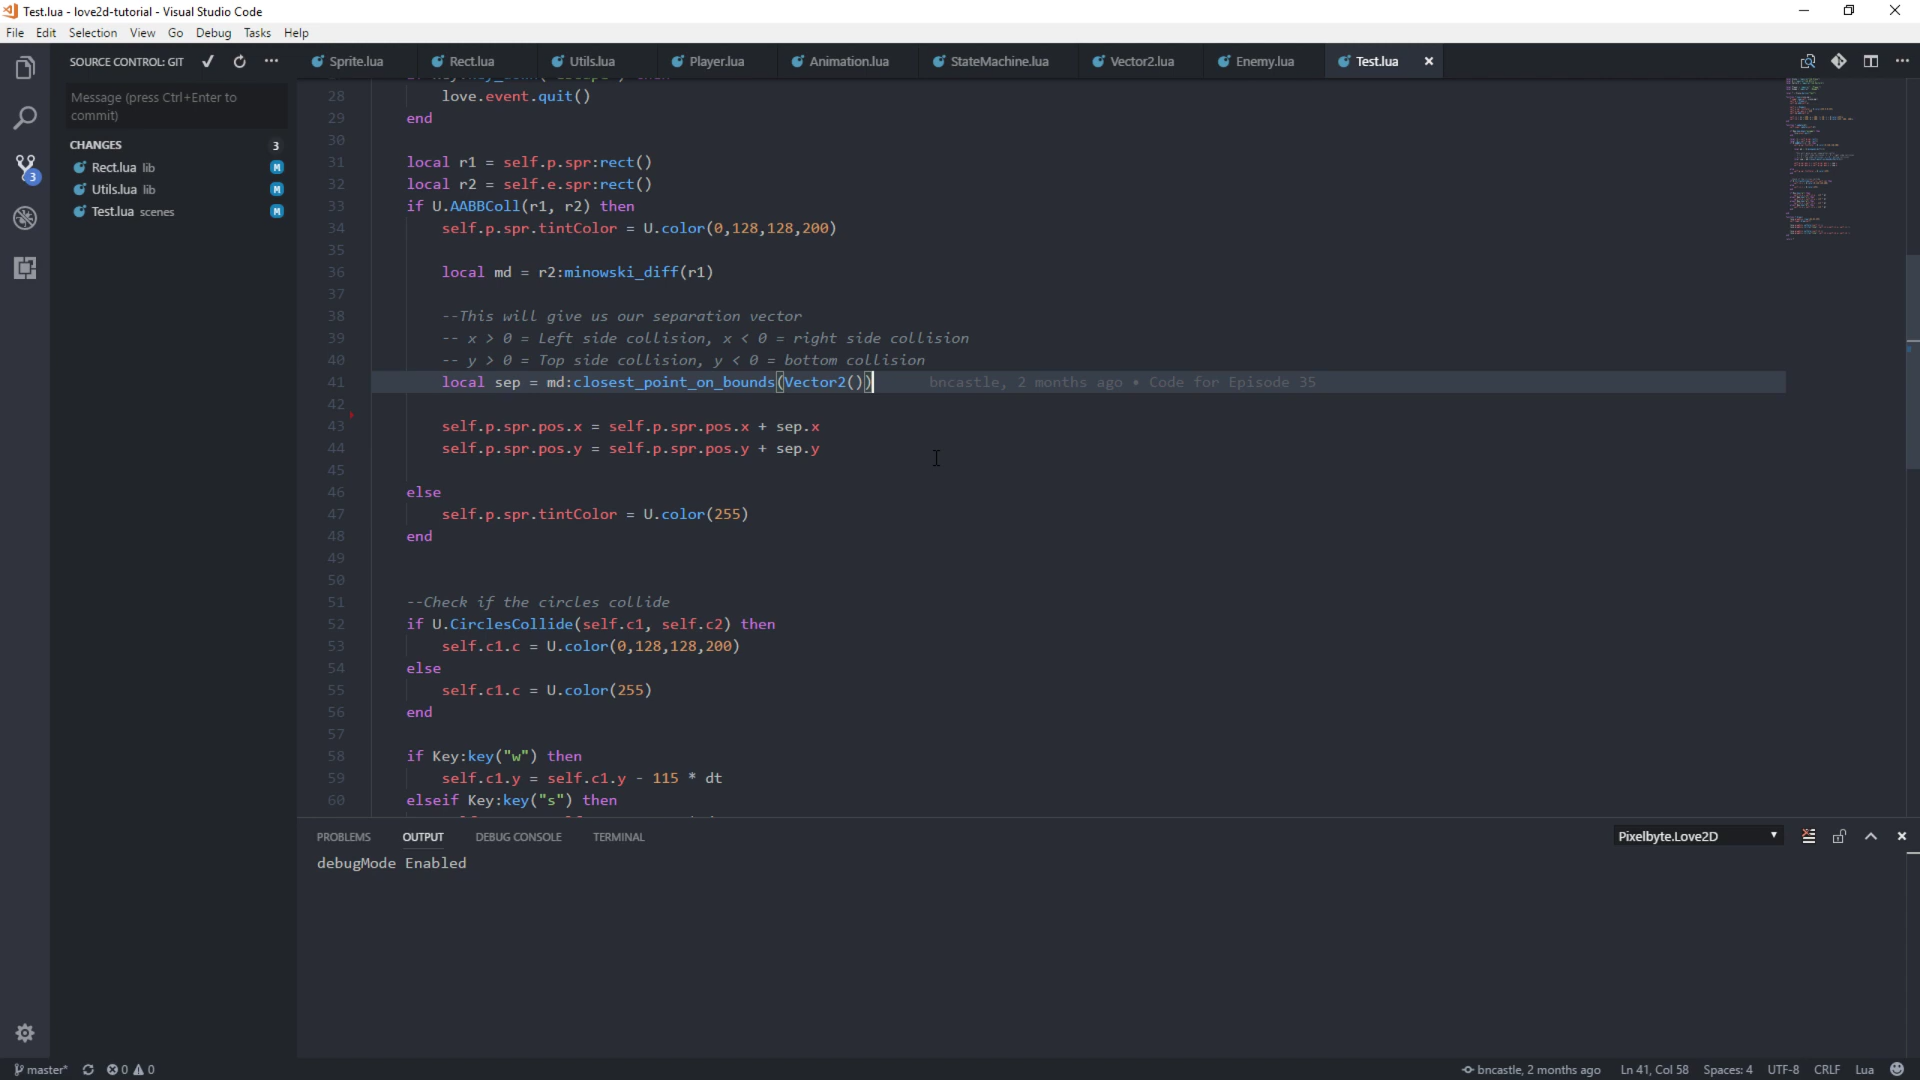 Test.lua - love2d-tutorial - Visual Studio Code
File Edit Selection View Go Debug Tasks Help
SOURCE CONTROL: GIT
Sprite.lua Rect.lua Utils.lua Player.lua Animation.lua StateMachine.lua Vector2.lua Enemy.lua Test.lua
Message (press Ctrl+Enter to
commit)
CHANGES 3
Rect.lua lib M
Utils.lua lib M
Test.lua scenes M
3
28 love.event.quit()
29 end
30
31 local r1 = self.p.spr:rect()
32 local r2 = self.e.spr:rect()
33 if U.AABBColl(r1, r2) then
34 self.p.spr.tintColor = U.color(0,128,128,200)
35
36 local md = r2:minowski_diff(r1)
37
38 --This will give us our separation vector
39 -- x > 0 = Left side collision, x < 0 = right side collision
40 -- y > 0 = Top side collision, y < 0 = bottom collision
41 local sep = md:closest_point_on_bounds(Vector2()) bncastle, 2 months ago • Code for Episode 35
42
43 self.p.spr.pos.x = self.p.spr.pos.x + sep.x
44 self.p.spr.pos.y = self.p.spr.pos.y + sep.y
45
46 else
47 self.p.spr.tintColor = U.color(255)
48 end
49
50
51 --Check if the circles collide
52 if U.CirclesCollide(self.c1, self.c2) then
53 self.c1.c = U.color(0,128,128,200)
54 else
55 self.c1.c = U.color(255)
56 end
57
58 if Key:key("w") then
59 self.c1.y = self.c1.y - 115 * dt
60 elseif Key:key("s") then
PROBLEMS OUTPUT DEBUG CONSOLE TERMINAL Pixelbyte.Love2D
debugMode Enabled
master* 0 0 bncastle, 2 months ago Ln 41, Col 58 Spaces: 4 UTF-8 CRLF Lua